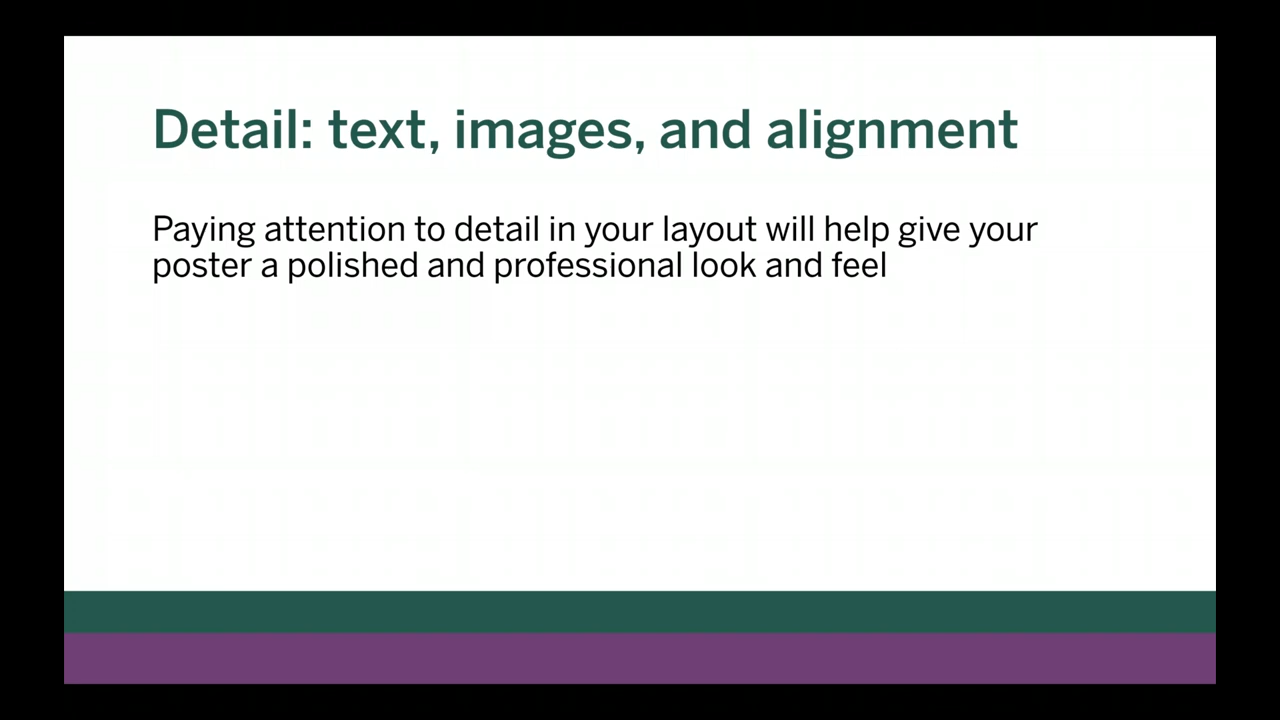 Detail: text, images, and alignment
Paying attention to detail in your layout will help give your
poster a polished and professional look and feel